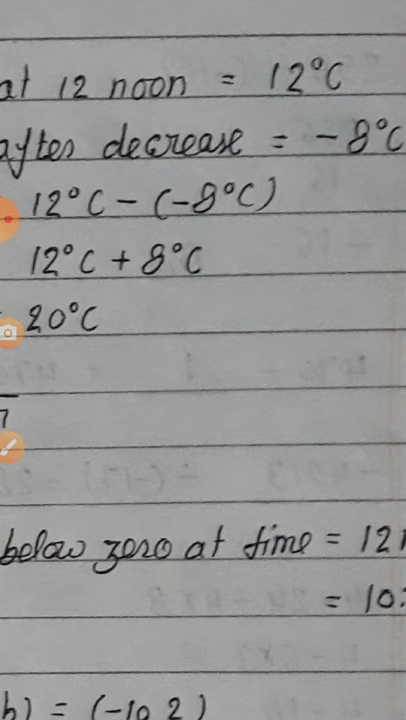 at 12 noon = 12°C
after decrease = -8°C
12°C - (-8°C)
12°C + 8°C
20°C
7
below zero at time = 12
= 10:
b) = (-10 2)